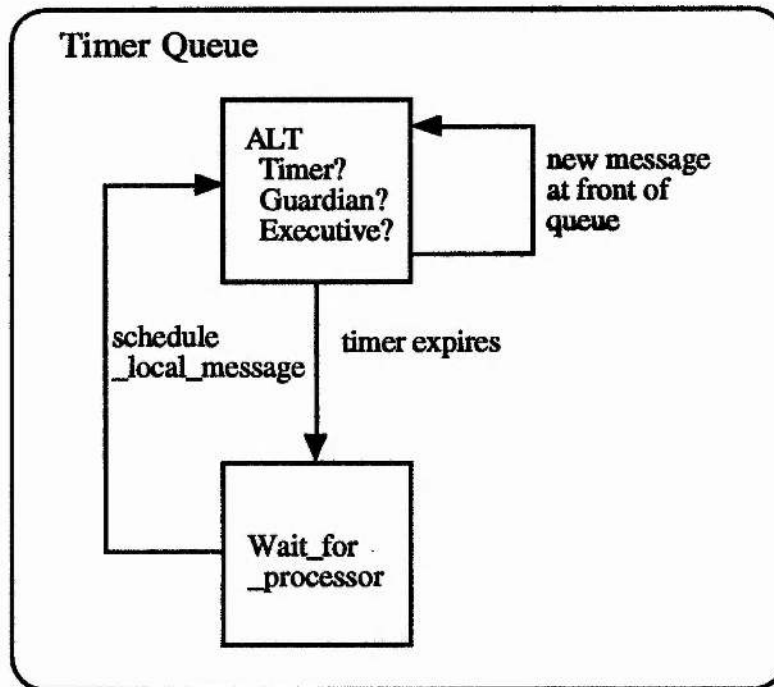 Timer Queue
ALT
Timer?
Guardian?
Executive?
new message
at front of
queue
schedule
_local_message
timer expires
Wait_for
_processor